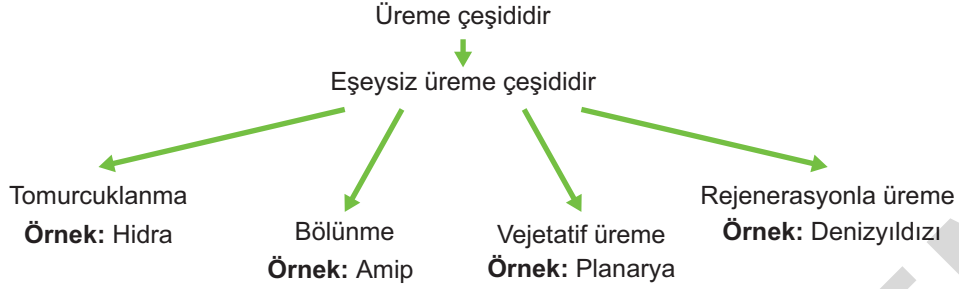 Üreme çeşididir
Eşeysiz üreme çeşididir
Tomurcuklanma
Örnek: Hidra
Bölünme
Örnek: Amip
Vejetatif üreme
Örnek: Planarya
Rejenerasyonla üreme
Örnek: Denizyıldızı